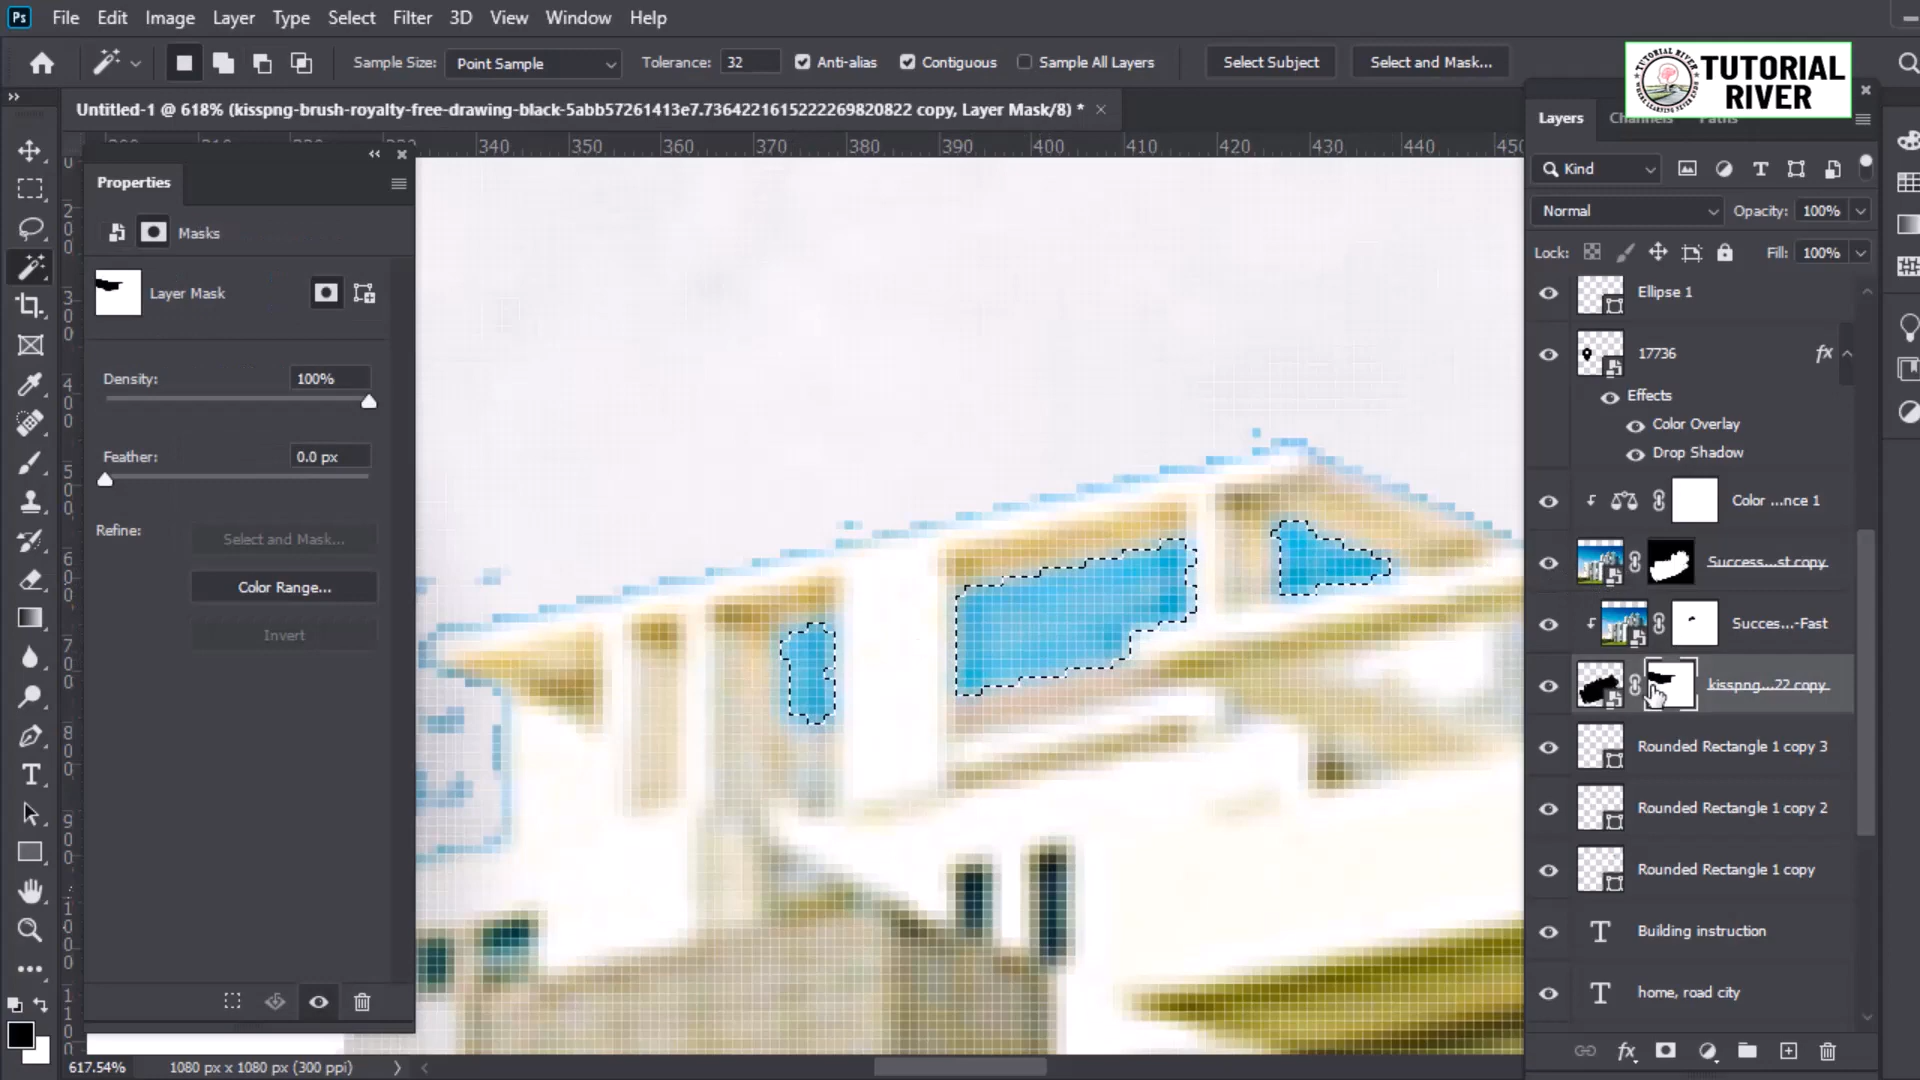 Ps File Edit Image Layer Type Select Filter 3D View Window Help
Sample Size: Point Sample Tolerance: 32 Anti-alias Contiguous Sample All Layers Select Subject Select and Mask...
TUTORIAL RIVER
Untitled-1 @ 618% (kisspng-brush-royalty-free-drawing-black-5abb57261413e7.7364221615222269820822 copy, Layer Mask/8) *
340 350 360 370 380 390 400 410 420 430 440 450
Properties
Masks
Layer Mask
Density: 100%
Feather: 0.0 px
Refine: Select and Mask...
Color Range...
Invert
Layers Channels Paths
Kind
Normal Opacity: 100%
Lock: Fill: 100%
Ellipse 1
17736 fx
Effects
Color Overlay
Drop Shadow
Color ...nce 1
Success...st copy
Succes...-Fast
kisspng...22 copy
Rounded Rectangle 1 copy 3
Rounded Rectangle 1 copy 2
Rounded Rectangle 1 copy
T Building instruction
T home, road city
fx
617.54% 1080 px x 1080 px (300 ppi)